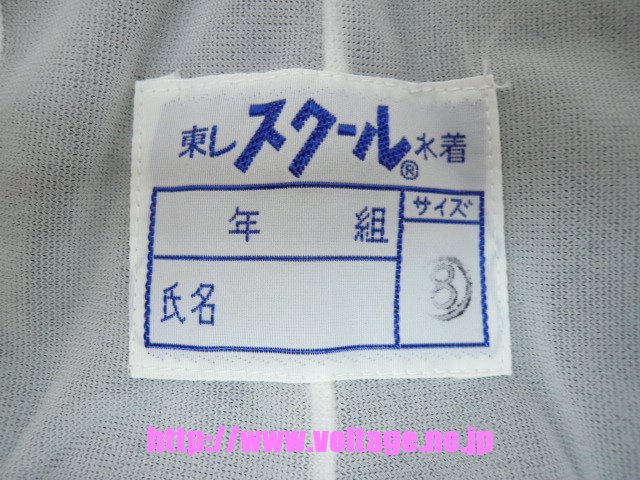 東レスクール®水着
年 組 サイズ
氏名 8
http://www.voltage.ne.jp